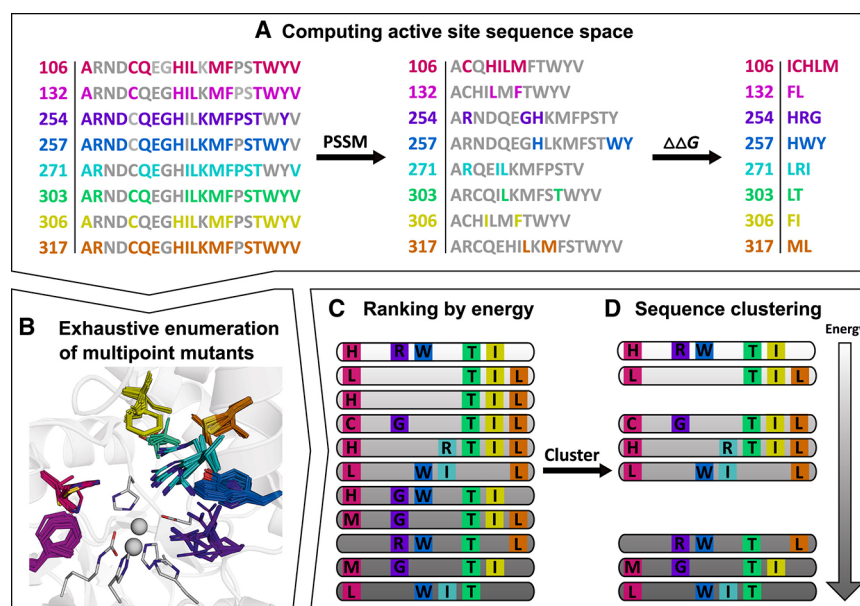 A Computing active site sequence space
106 ARNDCQEGHILKMFPSTWYV
132 ARNDCQEGHILKMFPSTWYV
254 ARNDCQEGHILKMFPSTWYV
257 ARNDCQEGHILKMFPSTWYV
271 ARNDCQEGHILKMFPSTWYV
303 ARNDCQEGHILKMFPSTWYV
306 ARNDCQEGHILKMFPSTWYV
317 ARNDCQEGHILKMFPSTWYV
PSSM
106 ACQHILMFTWYV
132 ACHILMFTWYV
254 ARNDQEGHKMFPSTY
257 ARNDQEGHLKMFSTWY
271 ARQEILKMFPSTV
303 ARCQILKMFSTWYV
306 ACHILMFTWYV
317 ARCQEHILKMFSTWYV
ΔΔG
106 ICHLM
132 FL
254 HRG
257 HWY
271 LRI
303 LT
306 FI
317 ML
B Exhaustive enumeration
of multipoint mutants
C Ranking by energy
H R W T I
L T I L
H T I L
C G T I L
H R T I L
L W I L
H G W T I
M G T I L
R W T L
M G T I
L W I T
Cluster
D Sequence clustering
Energy
H R W T I
L T I L
C G T I L
H R T I L
L W I L
R W T L
M G T I
L W I T